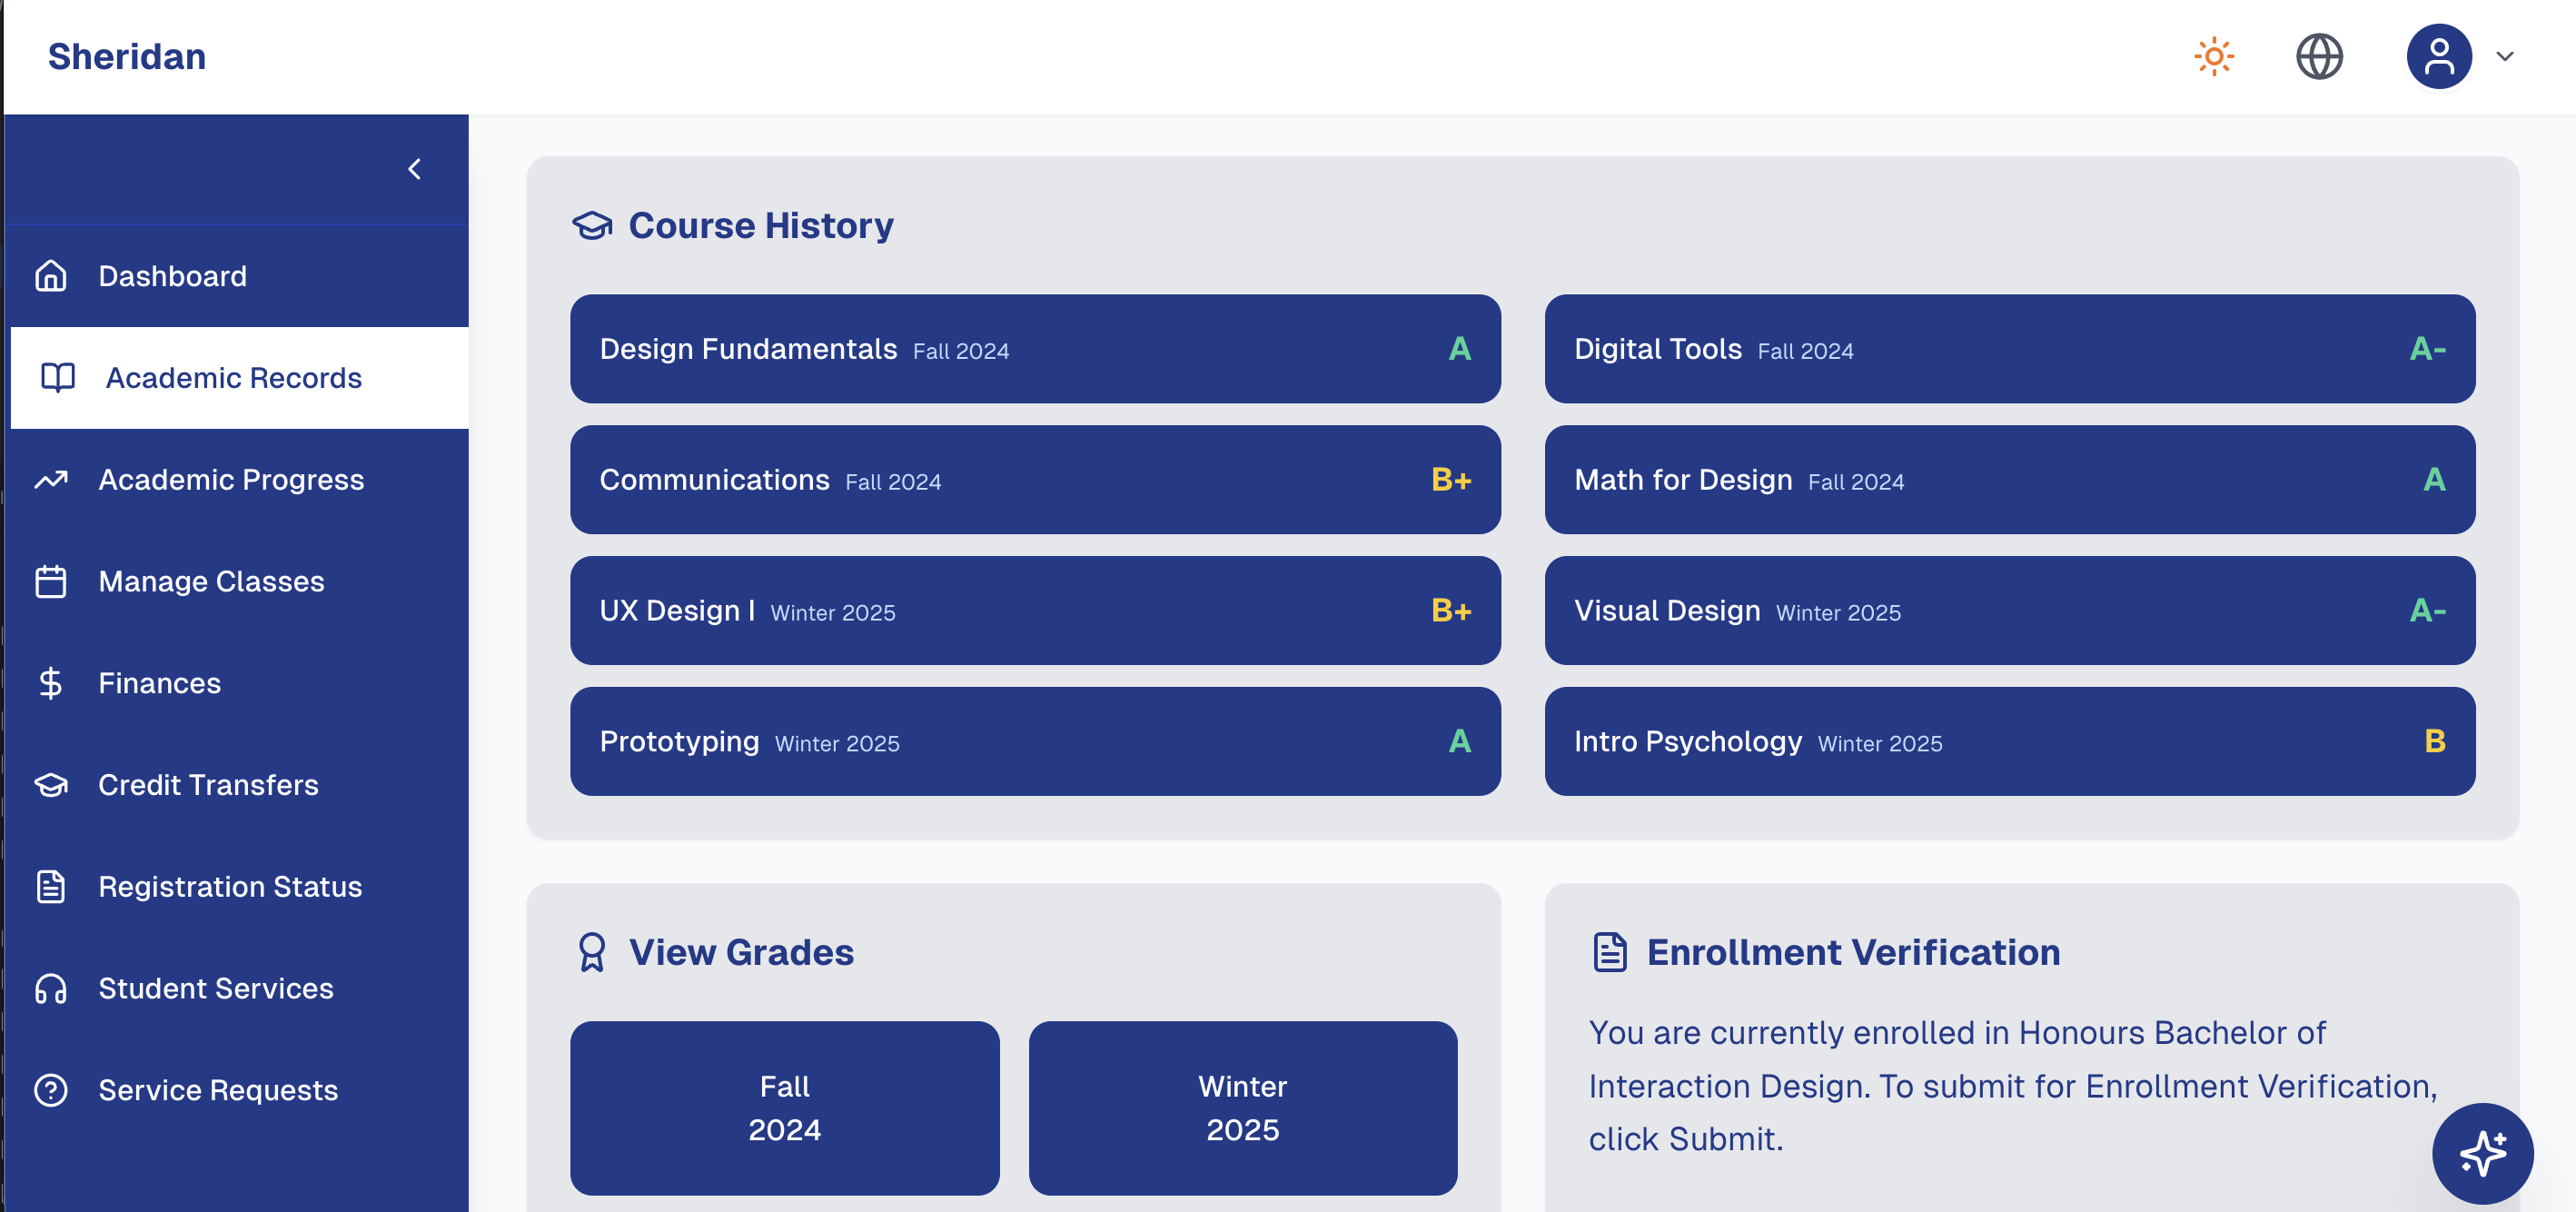 Sheridan
Dashboard
Academic Records
Academic Progress
Manage Classes
Finances
Credit Transfers
Registration Status
Student Services
Service Requests
Course History
Design Fundamentals Fall 2024 A
Digital Tools Fall 2024 A-
Communications Fall 2024 B+
Math for Design Fall 2024 A
UX Design I Winter 2025 B+
Visual Design Winter 2025 A-
Prototyping Winter 2025 A
Intro Psychology Winter 2025 B
View Grades
Fall
2024
Winter
2025
Enrollment Verification
You are currently enrolled in Honours Bachelor of
Interaction Design. To submit for Enrollment Verification,
click Submit.